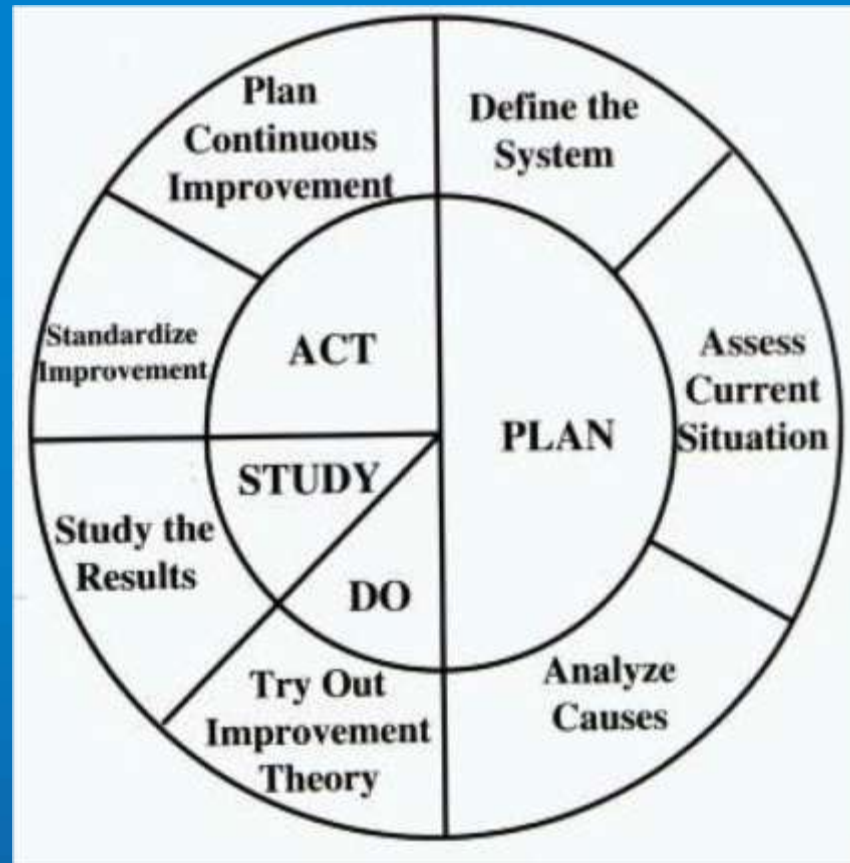 Plan
Continuous
Improvement
Define the
System
Standardize
Improvement
ACT
Assess
Current
Situation
PLAN
STUDY
Study the
Results
DO
Try Out
Improvement
Theory
Analyze
Causes